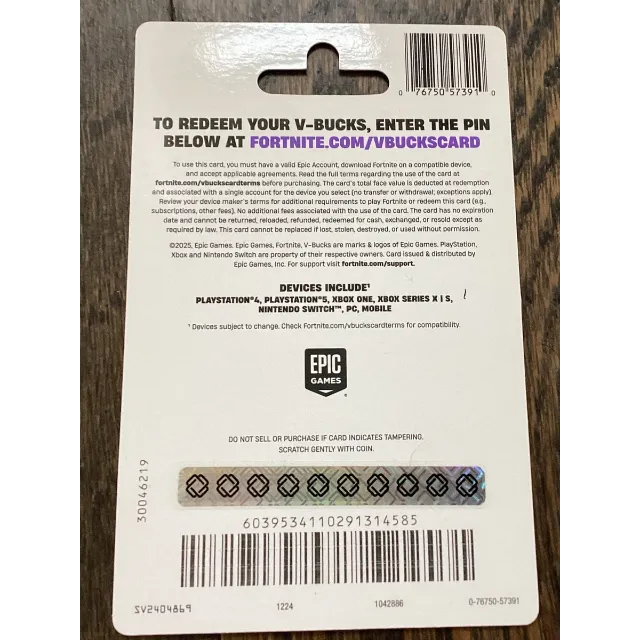 0 76750 57391 0
TO REDEEM YOUR V-BUCKS, ENTER THE PIN
BELOW AT FORTNITE.COM/VBUCKSCARD
To use this card, you must have a valid Epic Account, download Fortnite on a compatible device,
and accept applicable agreements. Read the full terms regarding the use of the card at
fortnite.com/vbuckscardterms before purchasing. The card's total face value is deducted at redemption
and associated with a single account for the device you select (no transfer or withdrawal; exceptions apply).
Review your device maker's terms for additional requirements to play Fortnite or redeem this card (e.g.,
subscriptions, other fees). No additional fees associated with the use of the card. The card has no expiration
date and cannot be returned, reloaded, refunded, redeemed for cash, exchanged, or resold except as
required by law. This card cannot be replaced if lost, stolen, destroyed, or used without permission.
©2025, Epic Games. Epic Games, Fortnite, V-Bucks are marks & logos of Epic Games. PlayStation,
Xbox and Nintendo Switch are property of their respective owners. Card issued & distributed by
Epic Games, Inc. For support visit fortnite.com/support.
DEVICES INCLUDE¹
PLAYSTATION®4, PLAYSTATION®5, XBOX ONE, XBOX SERIES X|S,
NINTENDO SWITCH™, PC, MOBILE
¹ Devices subject to change. Check Fortnite.com/vbuckscardterms for compatibility.
EPIC
GAMES
DO NOT SELL OR PURCHASE IF CARD INDICATES TAMPERING.
SCRATCH GENTLY WITH COIN.
30046219
6039534110291314585
SV2404869 1224 1042886 0-76750-57391